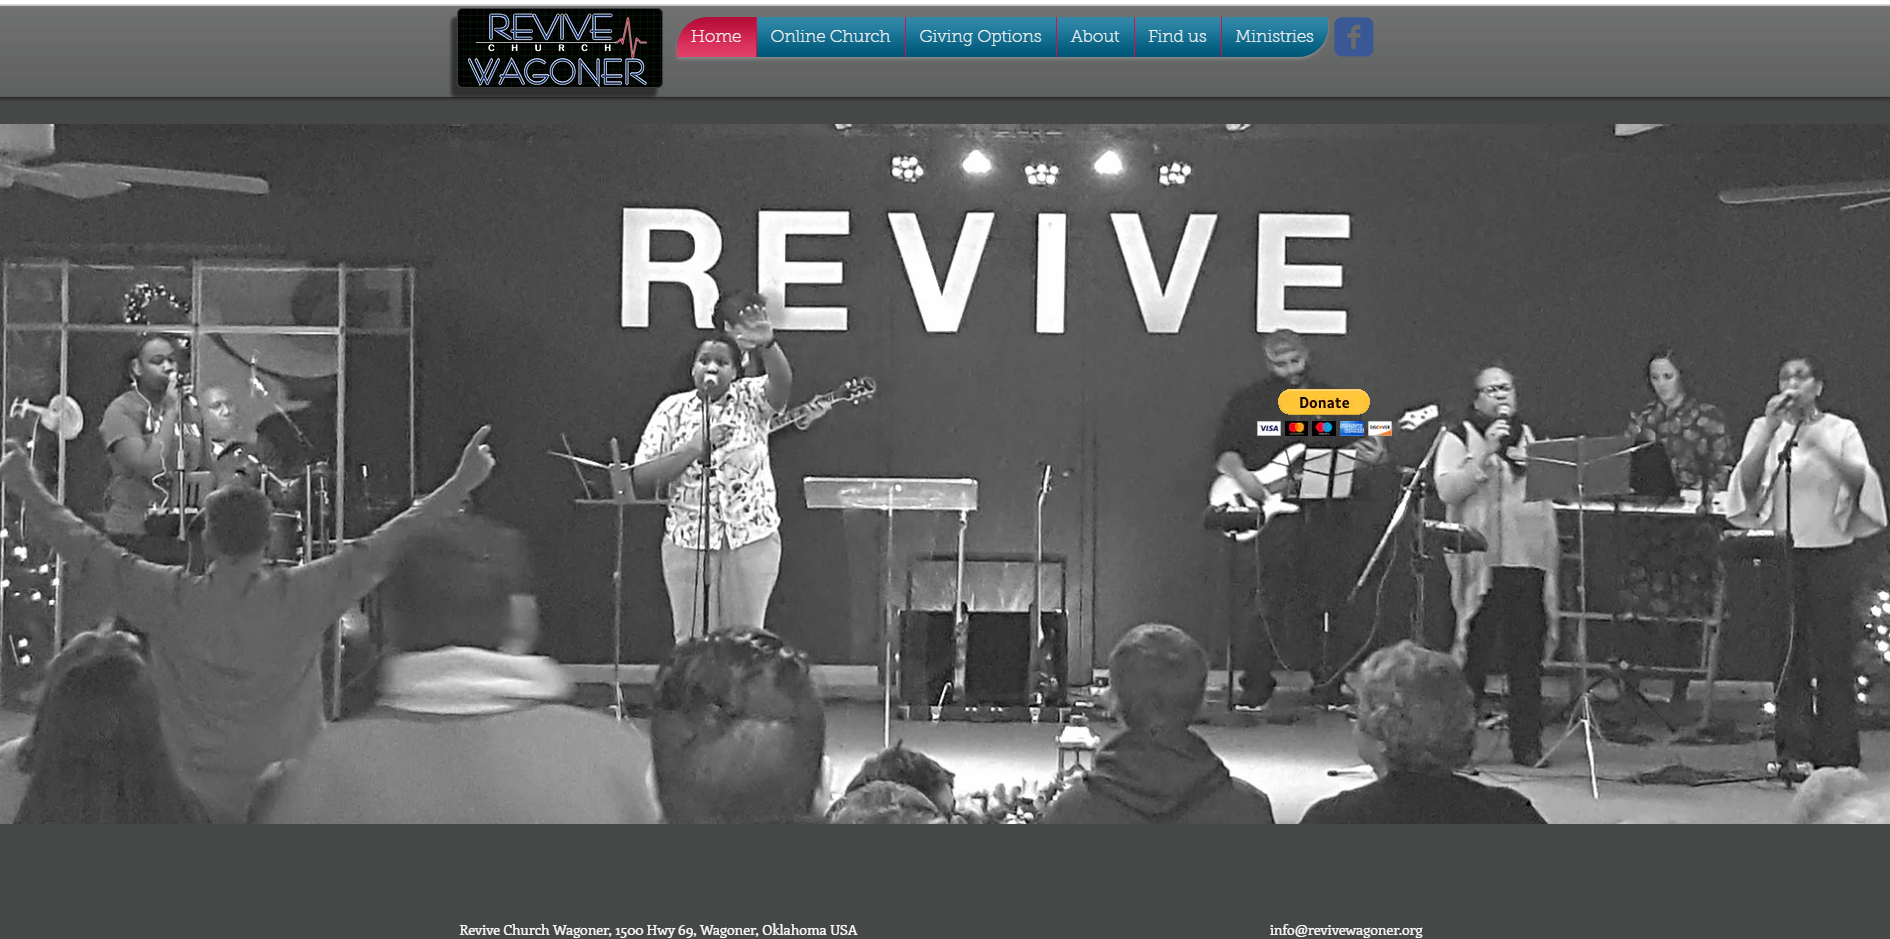 REVIVE
CHURCH
WAGONER
Home Online Church Giving Options About Find us Ministries
REVIVE
Donate
VISA DISCOVER
Revive Church Wagoner, 1500 Hwy 69, Wagoner, Oklahoma USA info@revivewagoner.org